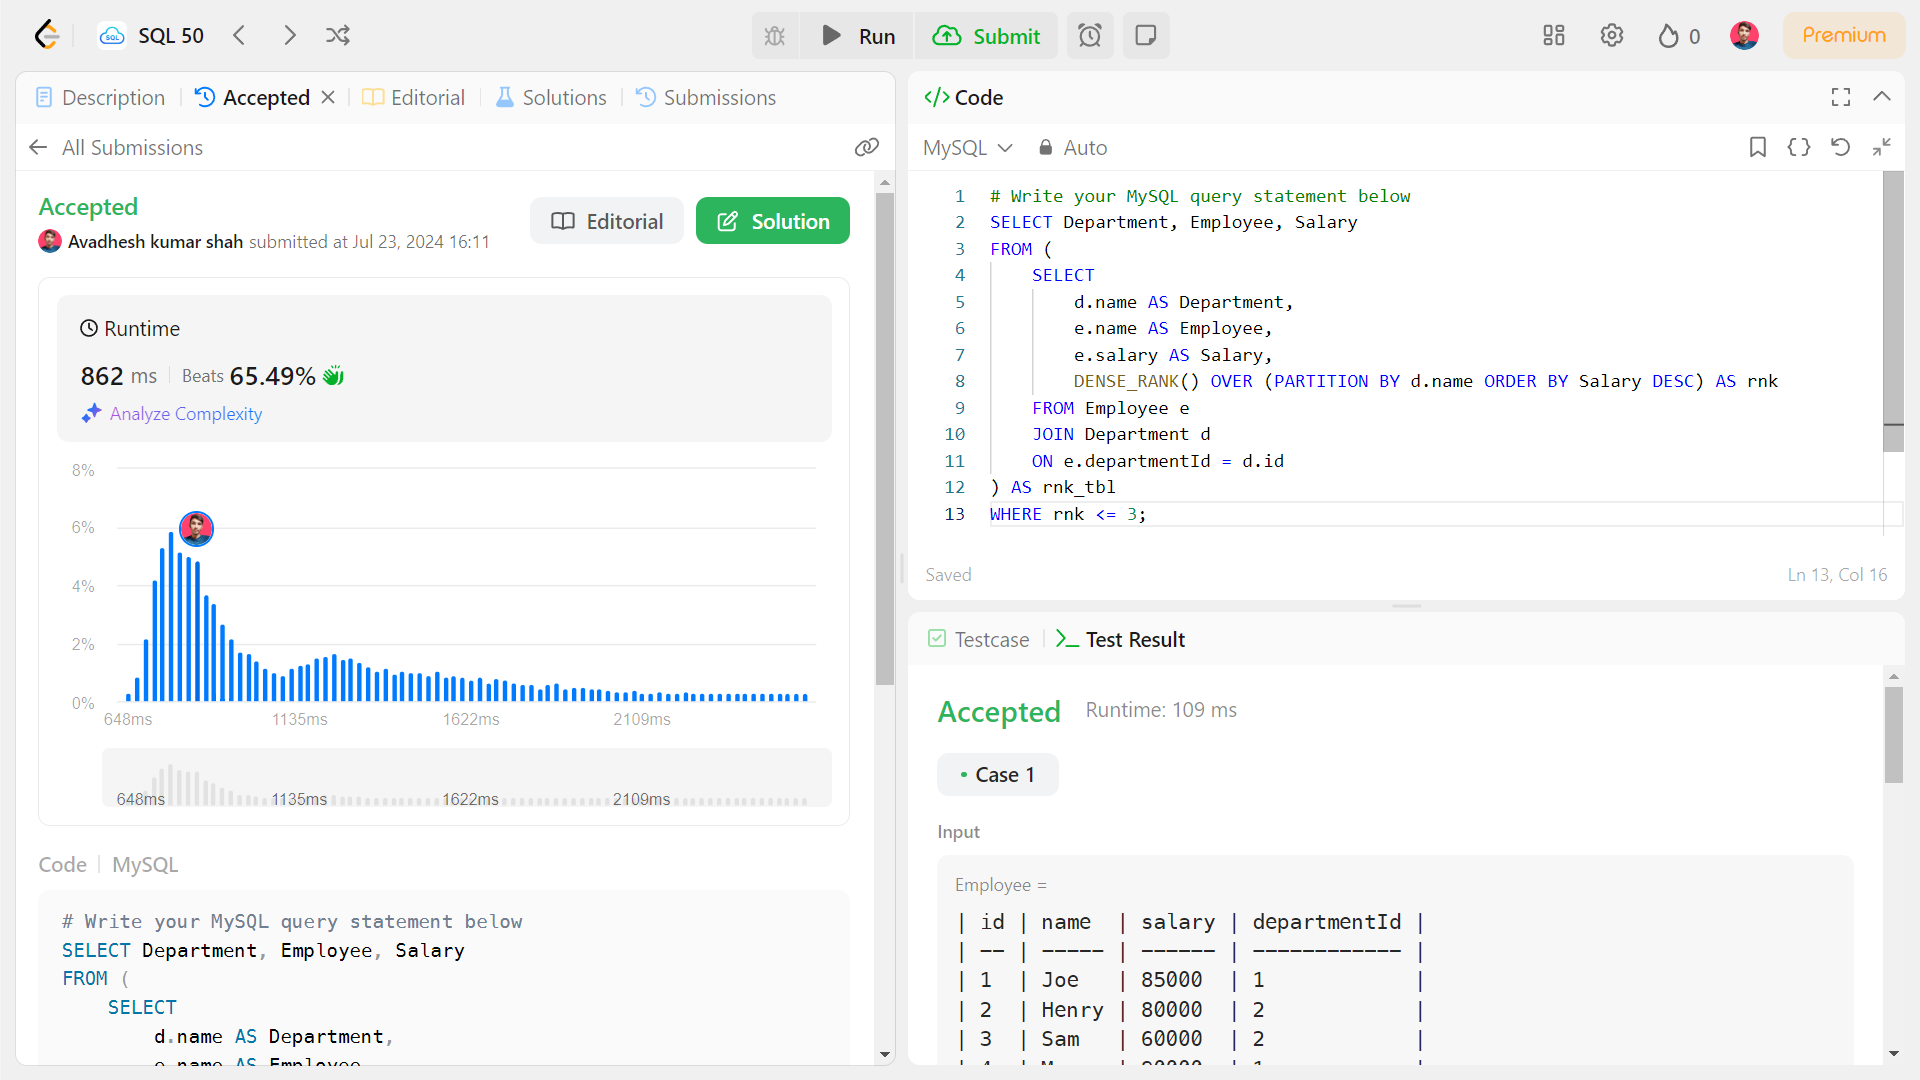 SQL 50
Run
Submit
0
Premium
Description
Accepted
Editorial
Solutions
Submissions
All Submissions
Accepted
Avadhesh kumar shah submitted at Jul 23, 2024 16:11
Editorial
Solution
Runtime
862 ms Beats 65.49%
Analyze Complexity
8%
6%
4%
2%
0%
648ms 1135ms 1622ms 2109ms
648ms 1135ms 1622ms 2109ms
Code | MySQL
# Write your MySQL query statement below
SELECT Department, Employee, Salary
FROM (
SELECT
d.name AS Department,
e.name AS Employee
</> Code
MySQL Auto
1 # Write your MySQL query statement below
2 SELECT Department, Employee, Salary
3 FROM (
4 SELECT
5 d.name AS Department,
6 e.name AS Employee,
7 e.salary AS Salary,
8 DENSE_RANK() OVER (PARTITION BY d.name ORDER BY Salary DESC) AS rnk
9 FROM Employee e
10 JOIN Department d
11 ON e.departmentId = d.id
12 ) AS rnk_tbl
13 WHERE rnk <= 3;
Saved
Ln 13, Col 16
Testcase
Test Result
Accepted
Runtime: 109 ms
• Case 1
Input
Employee =
| id | name | salary | departmentId |
| -- | ----- | ------ | ------------ |
| 1 | Joe | 85000 | 1 |
| 2 | Henry | 80000 | 2 |
| 3 | Sam | 60000 | 2 |